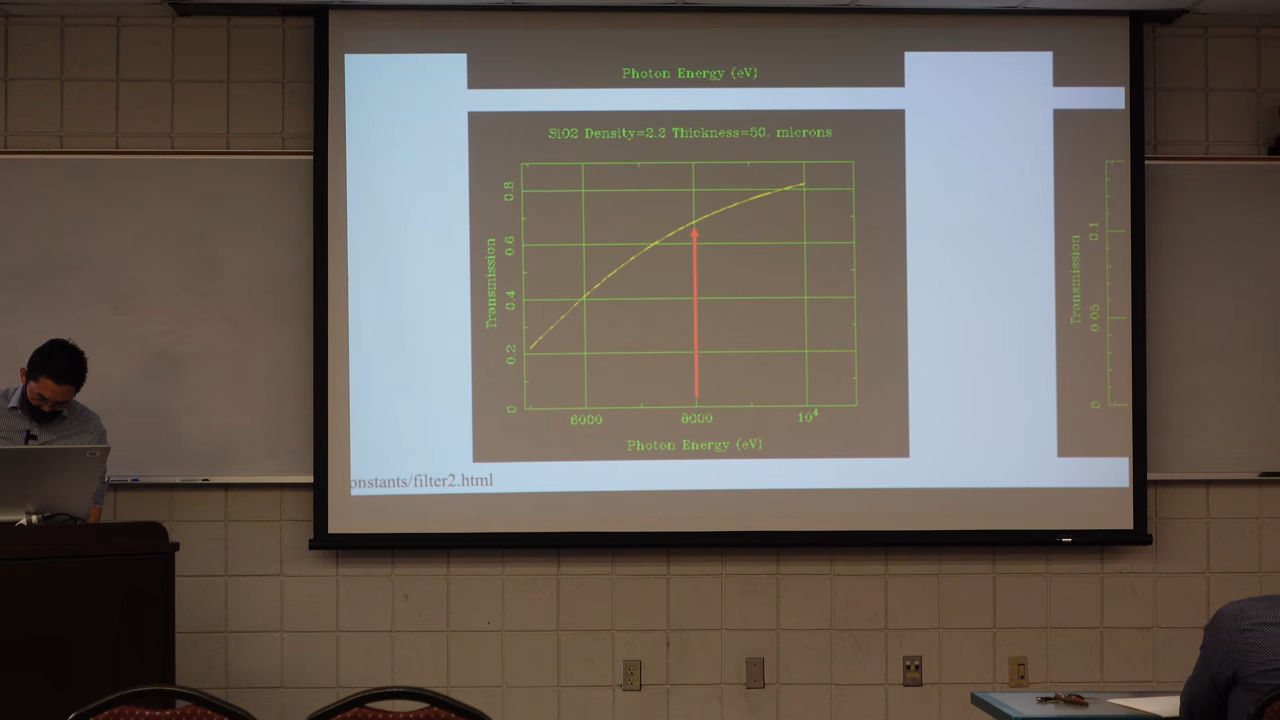 Photon Energy (eV)
SiO2 Density=2.2 Thickness=50. microns
Transmission
0.8
0.6
0.4
0.2
0
6000
8000
10⁴
Photon Energy (eV)
Transmission
0.1
0.05
0
onstants/filter2.html